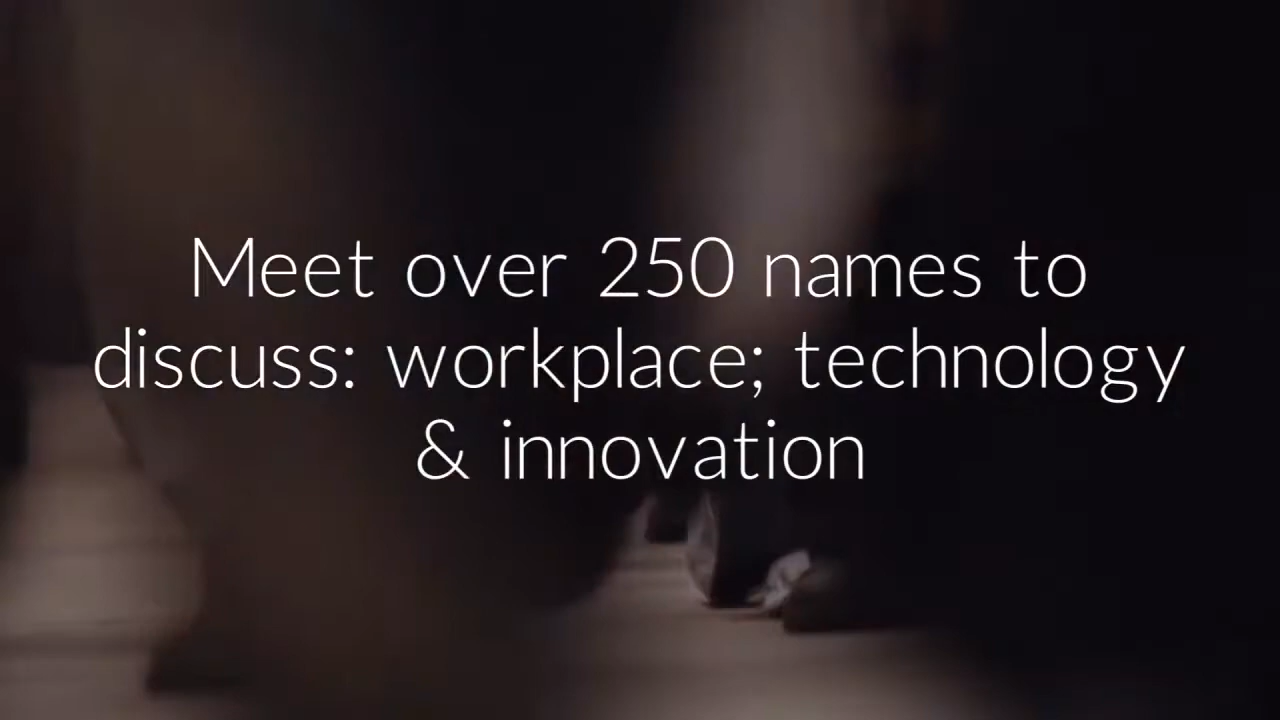 Meet over 250 names to
discuss: workplace; technology
& innovation